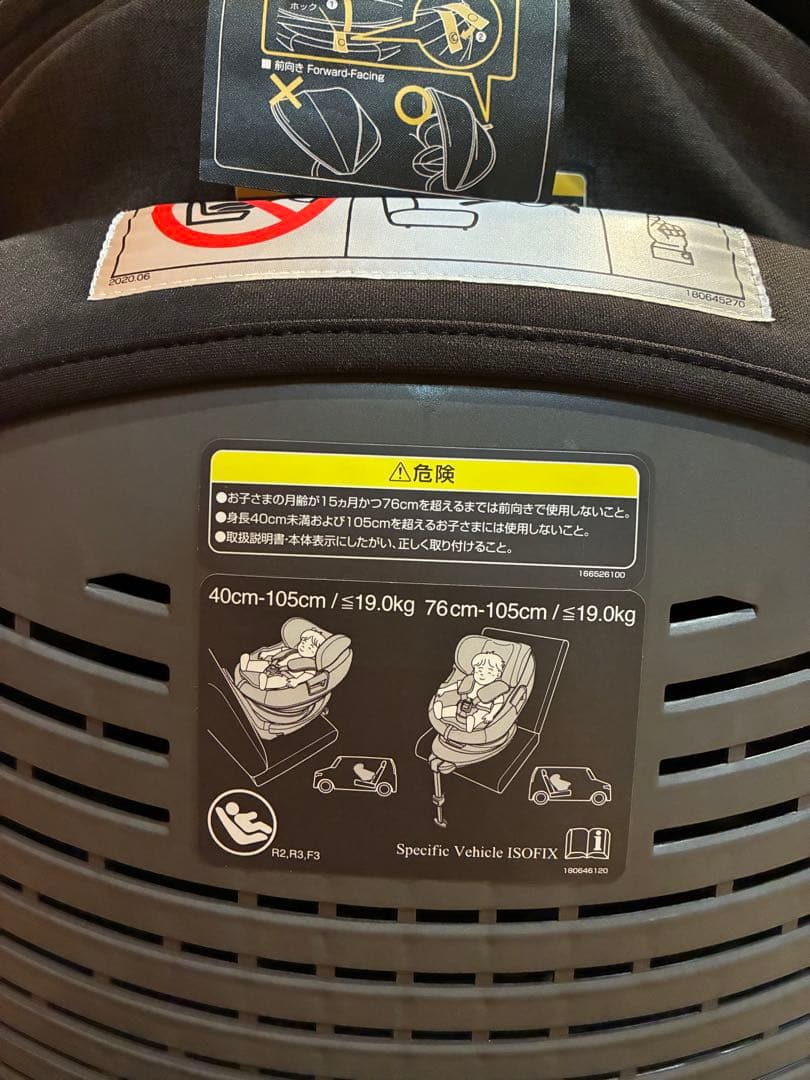 ホック ①
②
■ 前向き Forward-Facing
2020.06
180645270
⚠危険
●お子さまの月齢が15ヵ月かつ76cmを超えるまでは前向きで使用しないこと。
●身長40cm未満および105cmを超えるお子さまには使用しないこと。
●取扱説明書・本体表示にしたがい、正しく取り付けること。
166526100
40cm-105cm / ≦19.0kg 76cm-105cm / ≦19.0kg
R2,R3,F3
Specific Vehicle ISOFIX
180646120